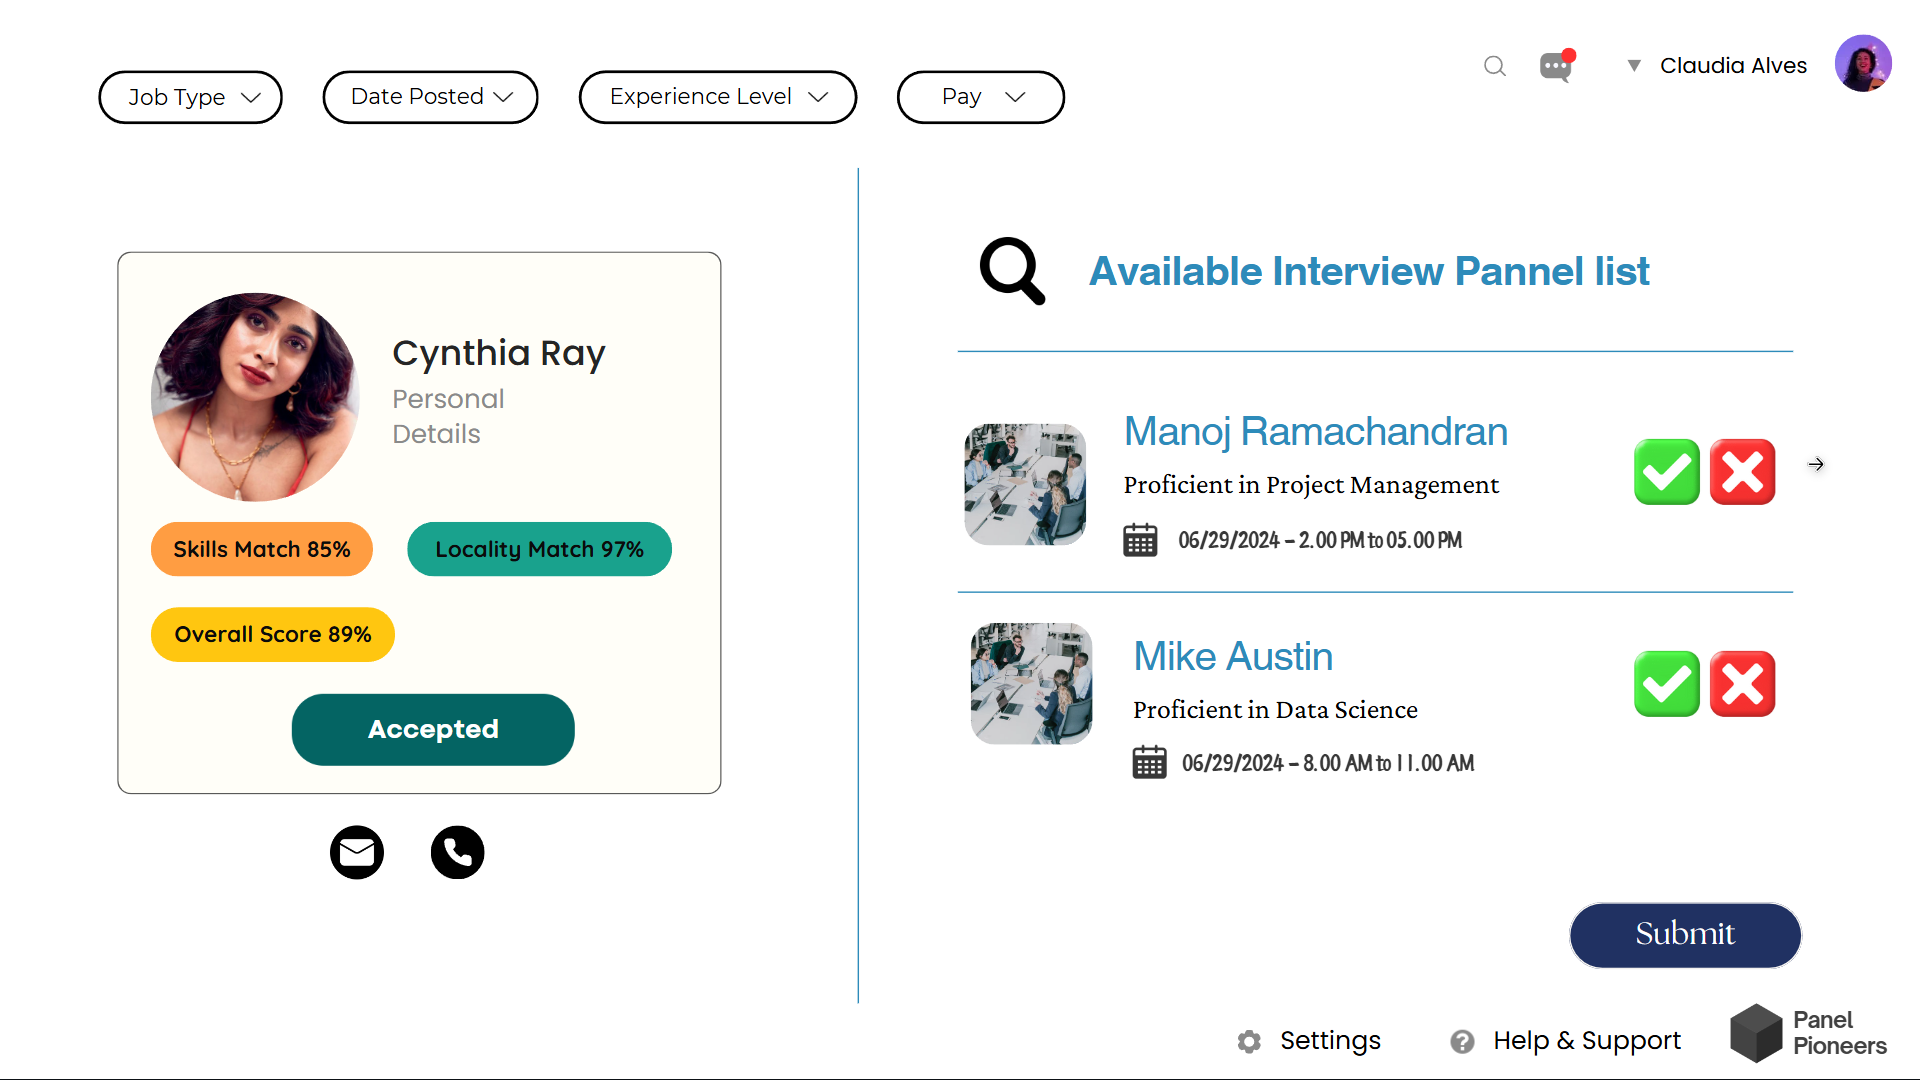 Job Type
Date Posted
Experience Level
Pay
Claudia Alves
Cynthia Ray
Personal
Details
Skills Match 85%
Locality Match 97%
Overall Score 89%
Accepted
Available Interview Pannel list
Manoj Ramachandran
Proficient in Project Management
06/29/2024 - 2.00 PM to 05.00 PM
Mike Austin
Proficient in Data Science
06/29/2024 - 8.00 AM to 11.00 AM
Submit
Settings
Help & Support
Panel
Pioneers